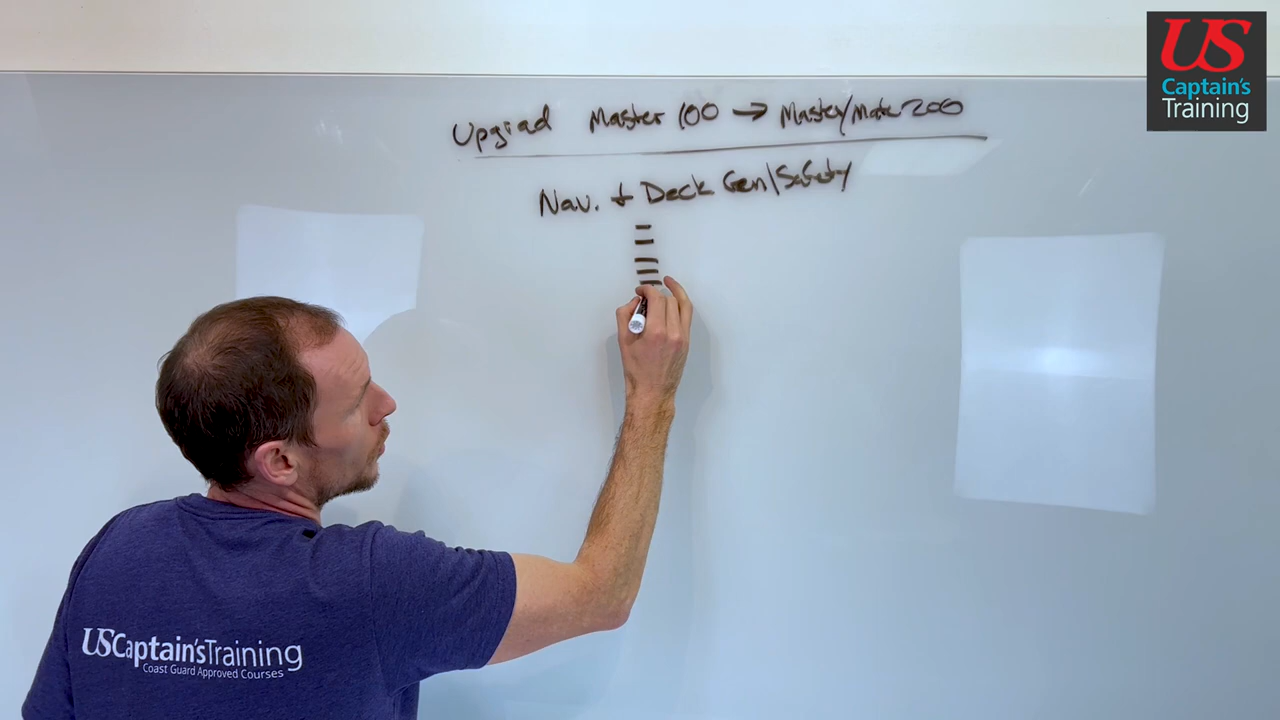 US
Captain's
Training
Upgrad Master 100 → Master/Mate 200
Nav. + Deck Gen/Safety
USCaptain'sTraining
Coast Guard Approved Courses